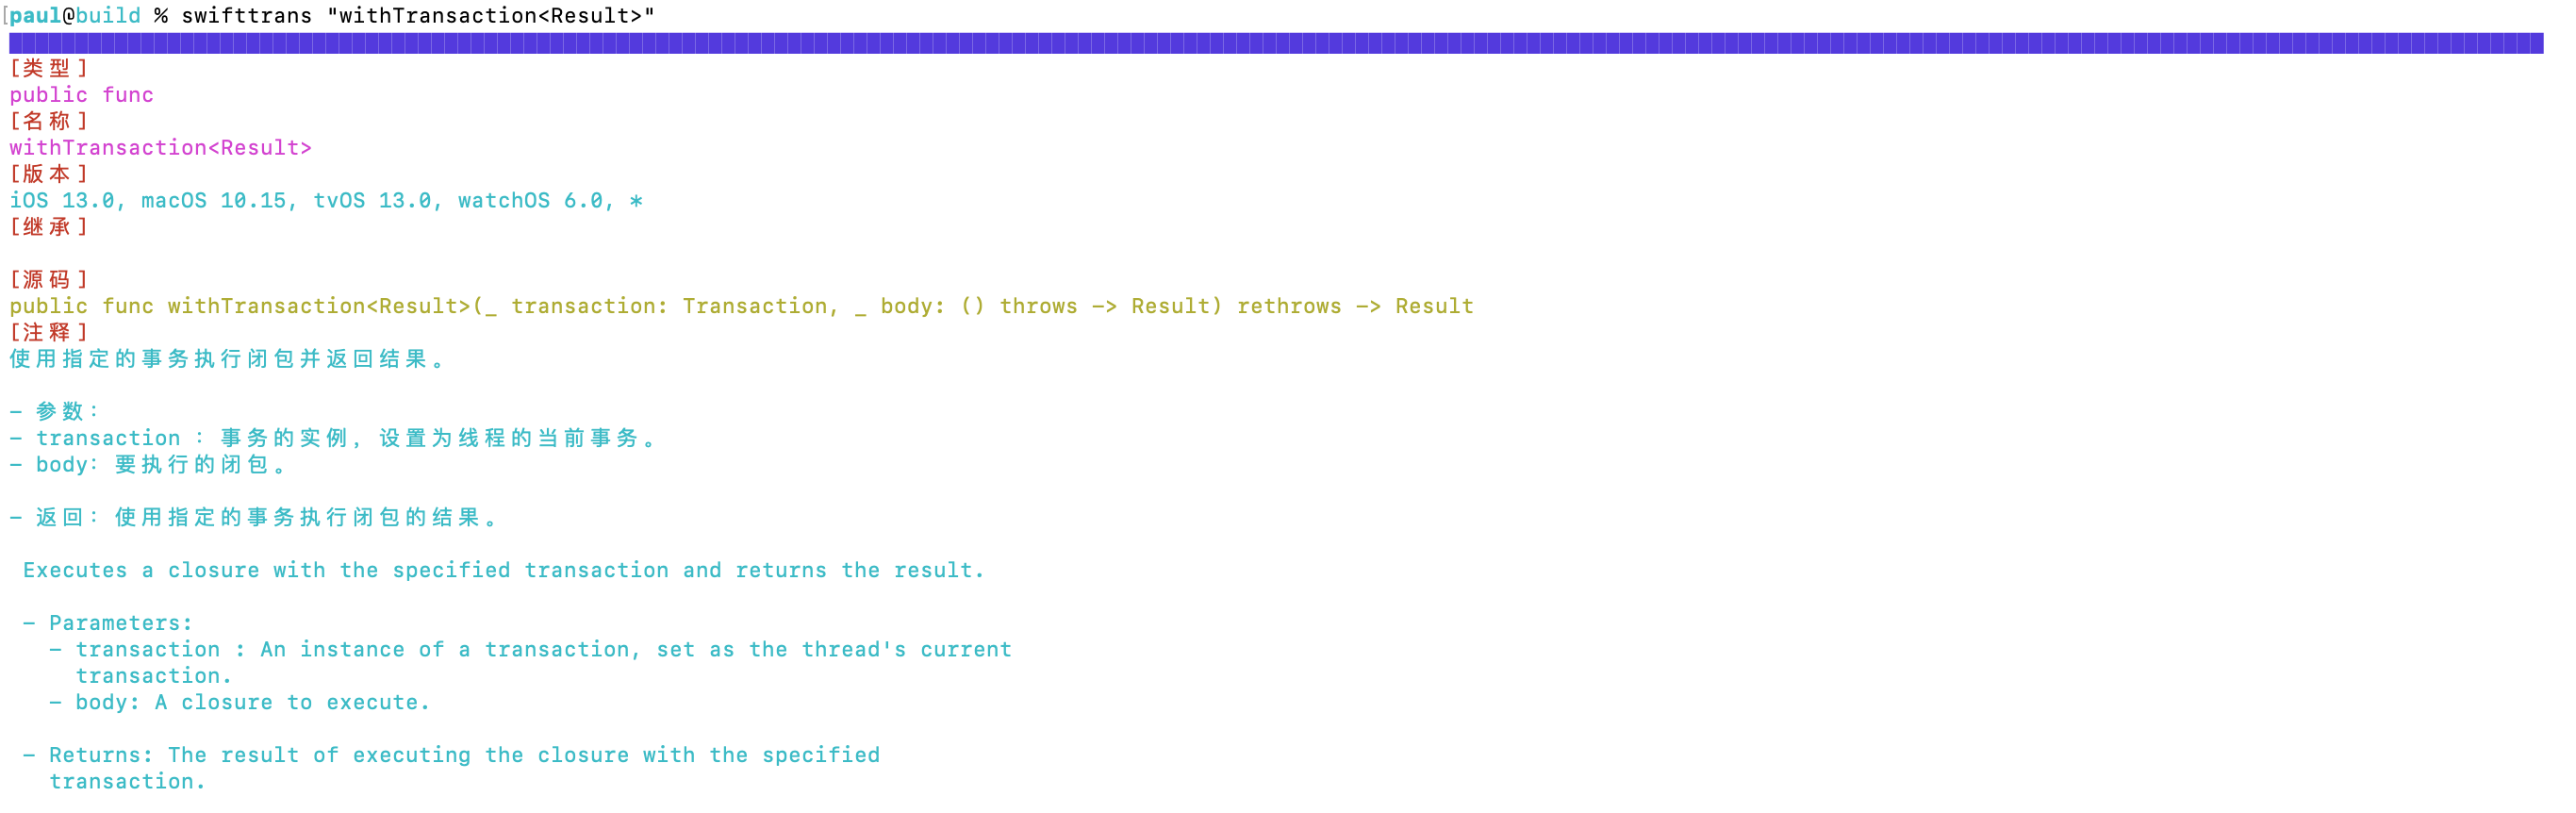 [paul@build % swifttrans "withTransaction<Result>"
[类型]
public func
[名称]
withTransaction<Result>
[版本]
iOS 13.0, macOS 10.15, tvOS 13.0, watchOS 6.0, *
[继承]
[源码]
public func withTransaction<Result>(_ transaction: Transaction, _ body: () throws -> Result) rethrows -> Result
[注释]
使用指定的事务执行闭包并返回结果。
- 参数：
- transaction ：事务的实例，设置为线程的当前事务。
- body：要执行的闭包。
- 返回：使用指定的事务执行闭包的结果。
Executes a closure with the specified transaction and returns the result.
- Parameters:
- transaction : An instance of a transaction, set as the thread's current
transaction.
- body: A closure to execute.
- Returns: The result of executing the closure with the specified
transaction.